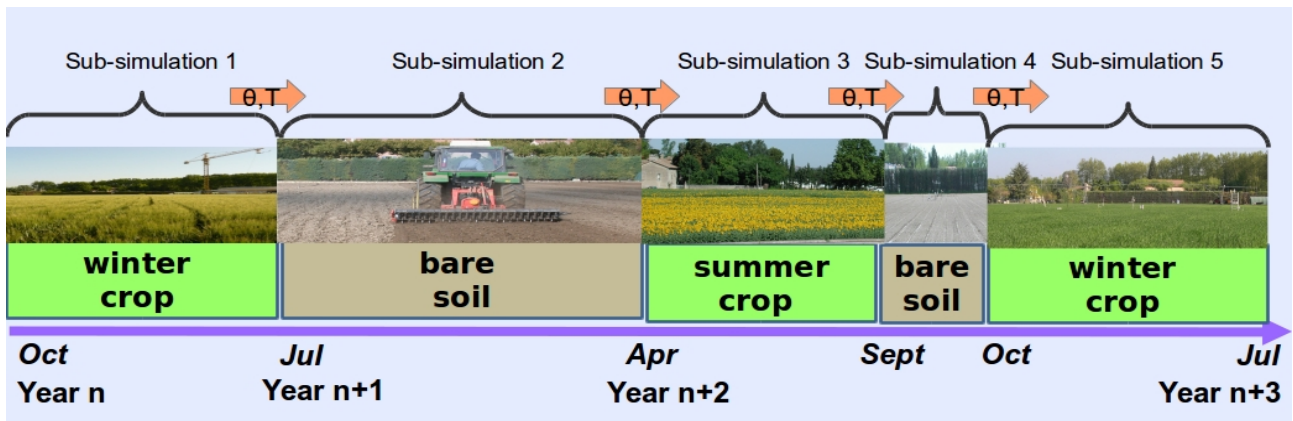 Sub-simulation 1
Sub-simulation 2
Sub-simulation 3
Sub-simulation 4
Sub-simulation 5
θ,T
θ,T
θ,T
θ,T
winter
crop
bare
soil
summer
crop
bare
soil
winter
crop
Oct
Jul
Apr
Sept
Oct
Jul
Year n
Year n+1
Year n+2
Year n+3